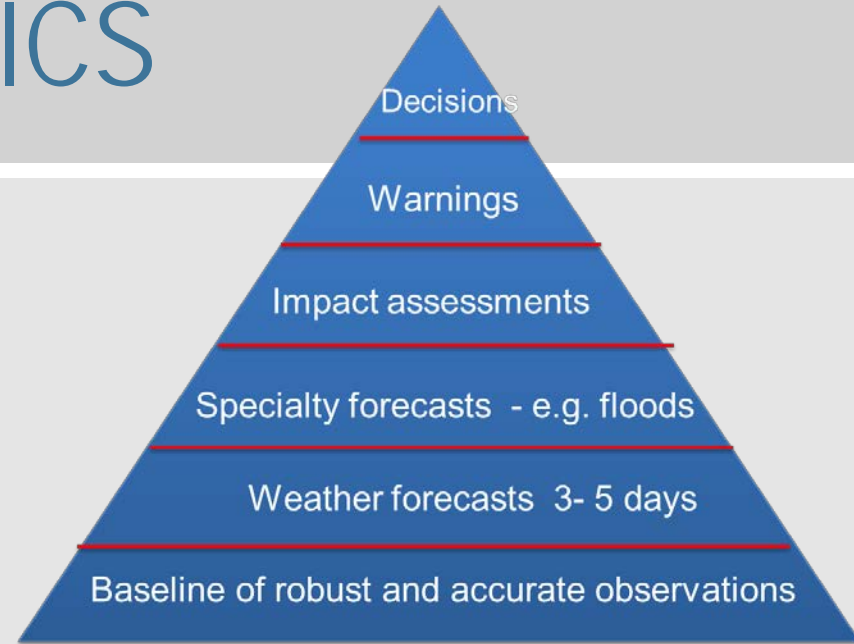 ICS
Decisions
Warnings
Impact assessments
Specialty forecasts - e.g. floods
Weather forecasts 3- 5 days
Baseline of robust and accurate observations